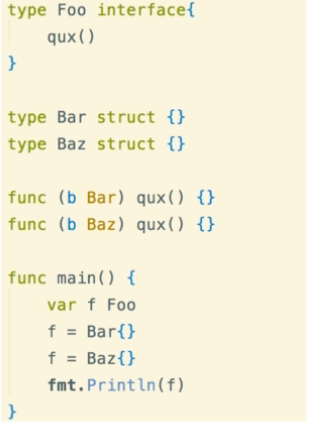 type Foo interface{
    qux()
}

type Bar struct {}
type Baz struct {}

func (b Bar) qux() {}
func (b Baz) qux() {}

func main() {
    var f Foo
    f = Bar{}
    f = Baz{}
    fmt.Println(f)
}